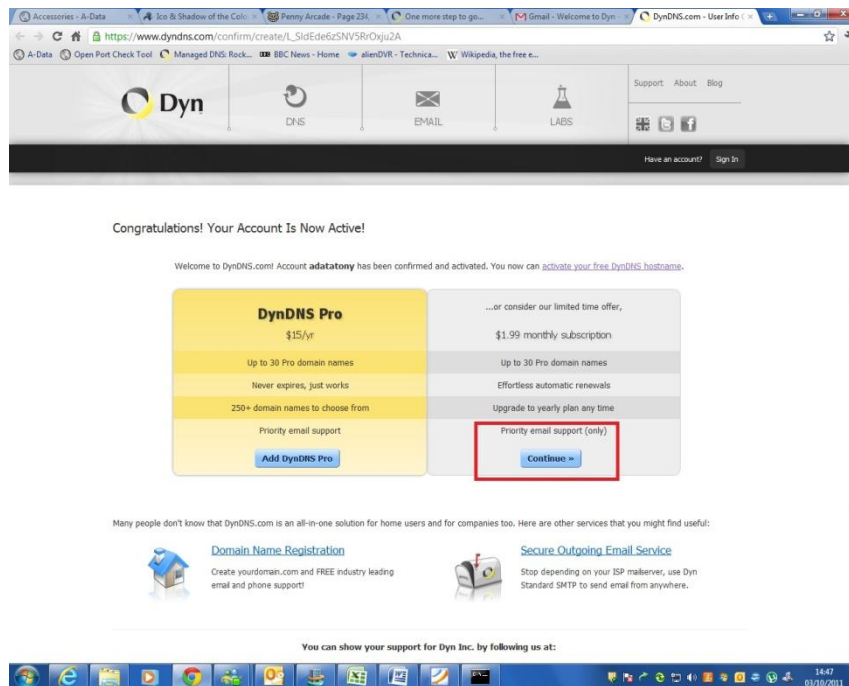 Accessories - A-Data
Ico & Shadow of the Colo
Penny Arcade - Page 234,
One more step to go...
Gmail - Welcome to Dyn -
DynDNS.com - User Info (
https://www.dyndns.com/confirm/create/L_SIdEde6zSNV5RrOxju2A
A-Data
Open Port Check Tool
Managed DNS: Rock...
BBC News - Home
alienDVR - Technica...
Wikipedia, the free e...
Dyn
DNS
EMAIL
LABS
Support About Blog
Have an account? Sign In
Congratulations! Your Account Is Now Active!
Welcome to DynDNS.com! Account adatatony has been confirmed and activated. You now can activate your free DynDNS hostname.
DynDNS Pro
$15/yr
Up to 30 Pro domain names
Never expires, just works
250+ domain names to choose from
Priority email support
Add DynDNS Pro
...or consider our limited time offer,
$1.99 monthly subscription
Up to 30 Pro domain names
Effortless automatic renewals
Upgrade to yearly plan any time
Priority email support (only)
Continue »
Many people don't know that DynDNS.com is an all-in-one solution for home users and for companies too. Here are other services that you might find useful:
Domain Name Registration
Create yourdomain.com and FREE industry leading
email and phone support!
Secure Outgoing Email Service
Stop depending on your ISP mailserver, use Dyn
Standard SMTP to send email from anywhere.
You can show your support for Dyn Inc. by following us at:
14:47
03/10/2011